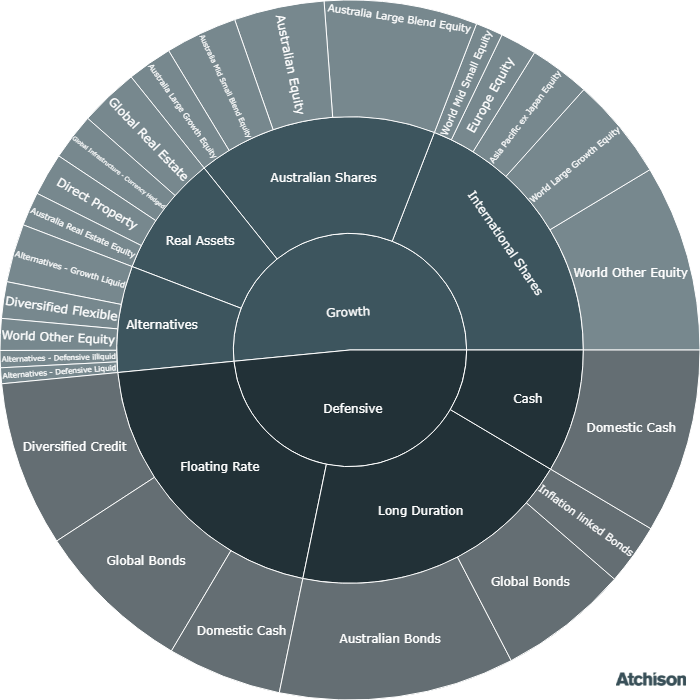 Growth
Defensive
International Shares
Australian Shares
Real Assets
Alternatives
Floating Rate
Long Duration
Cash
World Other Equity
World Large Growth Equity
Asia Pacific ex Japan Equity
Europe Equity
World Mid Small Equity
Australia Large Blend Equity
Australian Equity
Australia Mid Small Blend Equity
Australia Large Growth Equity
Global Real Estate
Global Infrastructure - Currency Hedged
Direct Property
Australia Real Estate Equity
Alternatives - Growth Liquid
Diversified Flexible
World Other Equity
Alternatives - Defensive Illiquid
Alternatives - Defensive Liquid
Diversified Credit
Global Bonds
Domestic Cash
Australian Bonds
Global Bonds
Inflation linked Bonds
Domestic Cash
Atchison